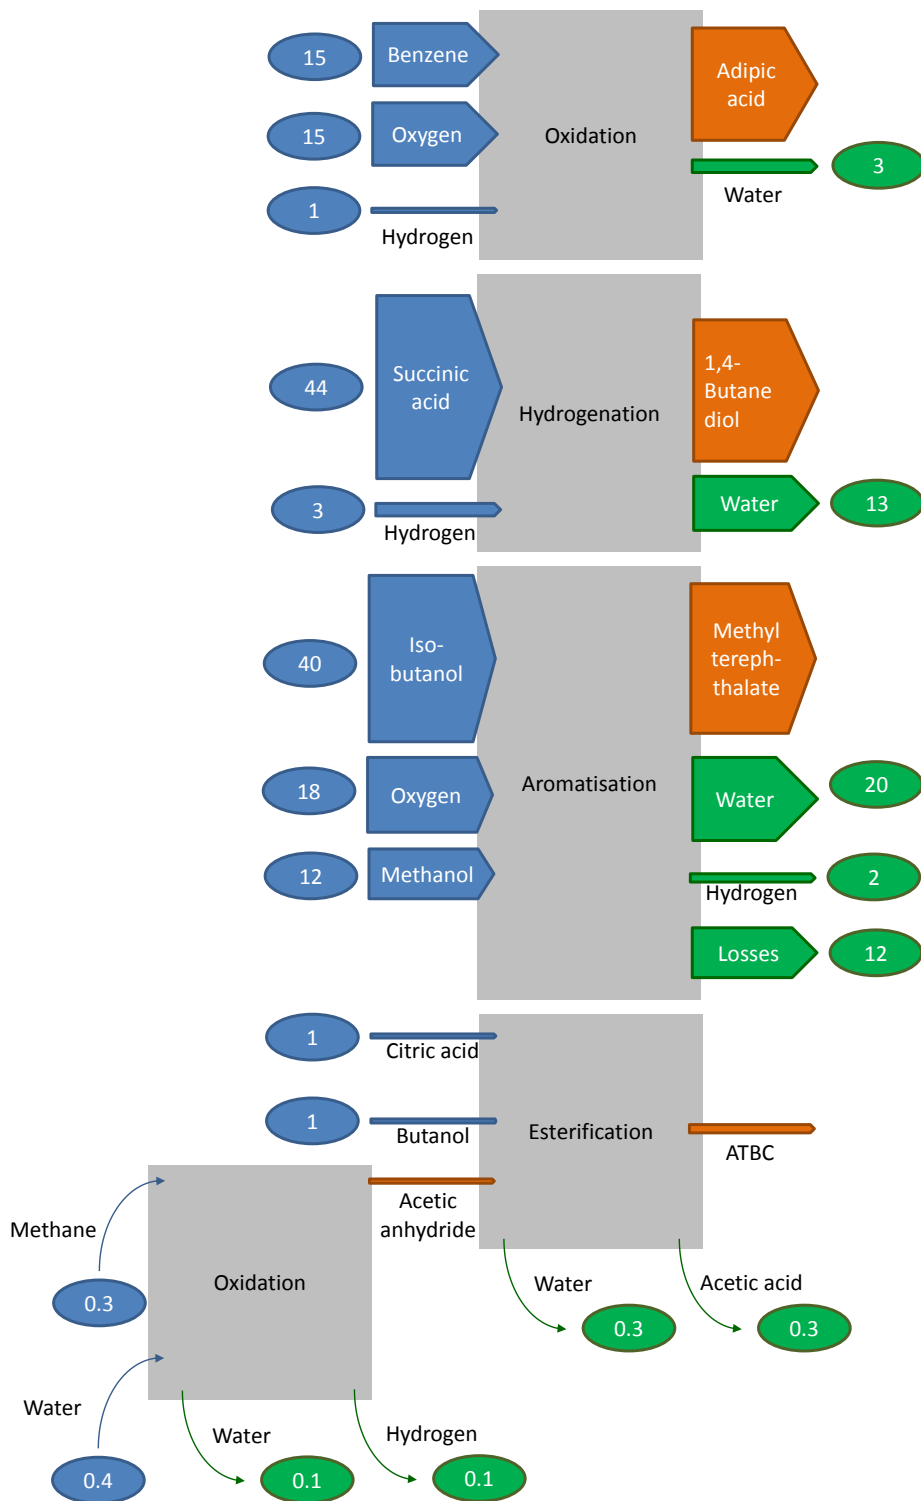 15
Benzene
Adipic
acid
15
Oxygen
Oxidation
3
Water
1
Hydrogen
44
Succinic
acid
Hydrogenation
1,4-
Butane
diol
3
Hydrogen
Water
13
40
Iso-
butanol
Methyl
tereph-
thalate
18
Oxygen
Aromatisation
Water
20
12
Methanol
Hydrogen
2
Losses
12
1
Citric acid
1
Butanol
Esterification
ATBC
Acetic
anhydride
Methane
0.3
Oxidation
Water
0.3
Acetic acid
0.3
Water
0.4
Water
0.1
Hydrogen
0.1